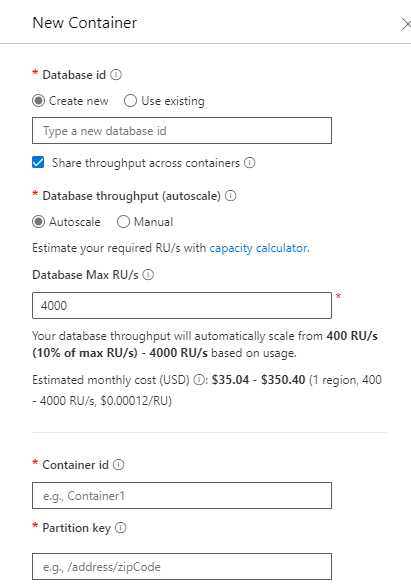 New Container
* Database id
Create new Use existing
Type a new database id
Share throughput across containers
* Database throughput (autoscale)
Autoscale Manual
Estimate your required RU/s with capacity calculator.
Database Max RU/s
4000 *
Your database throughput will automatically scale from 400 RU/s
(10% of max RU/s) - 4000 RU/s based on usage.
Estimated monthly cost (USD) : $35.04 - $350.40 (1 region, 400
- 4000 RU/s, $0.00012/RU)
* Container id
e.g., Container1
* Partition key
e.g., /address/zipCode